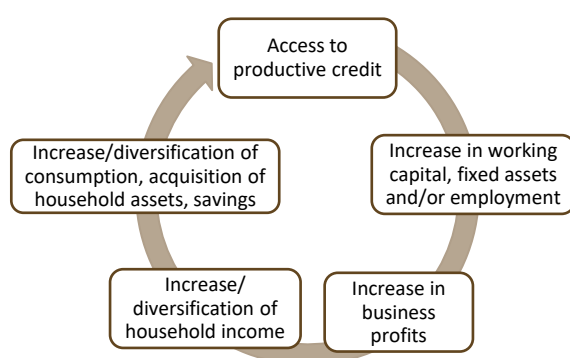 Access to
productive credit
Increase in working
capital, fixed assets
and/or employment
Increase in
business
profits
Increase/
diversification of
household income
Increase/diversification of
consumption, acquisition of
household assets, savings